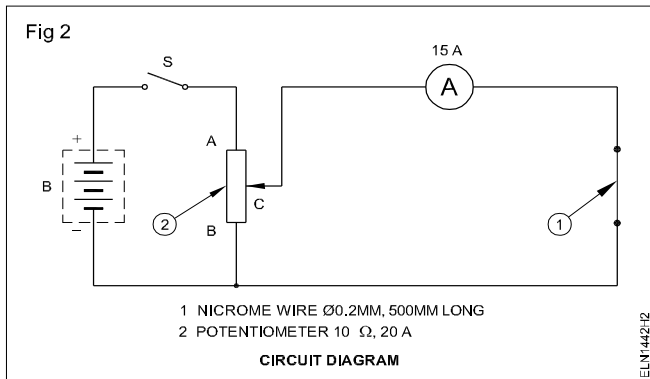 Fig 2
15 A
S
A
+
A
B
C
2
B
1
–
1 NICROME WIRE Ø0.2MM, 500MM LONG
2 POTENTIOMETER 10 Ω, 20 A
CIRCUIT DIAGRAM
ELN1442H2